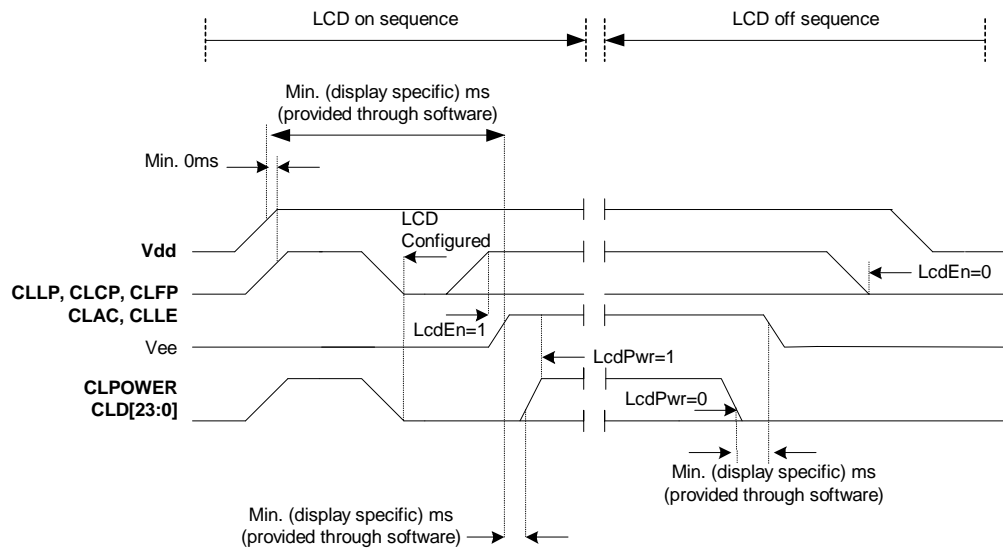 LCD on sequence
LCD off sequence
Min. (display specific) ms
(provided through software)
Min. 0ms
LCD
Configured
Vdd
LcdEn=0
CLLP, CLCP, CLFP
CLAC, CLLE
LcdEn=1
Vee
LcdPwr=1
CLPOWER
CLD[23:0]
LcdPwr=0
Min. (display specific) ms
(provided through software)
Min. (display specific) ms
(provided through software)